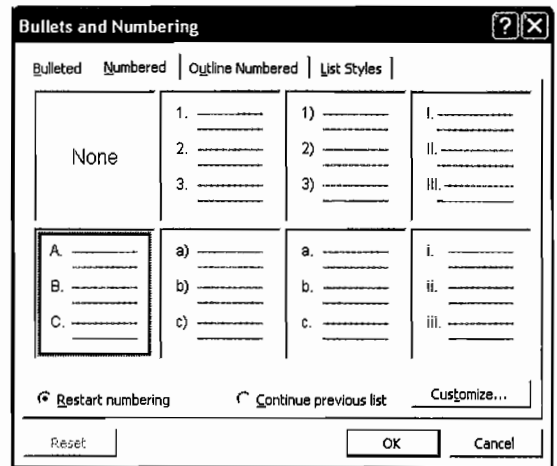 Bullets and Numbering
Bulleted Numbered Outline Numbered List Styles
None
1.
2.
3.
1)
2)
3)
I.
II.
III.
A.
B.
C.
a)
b)
c)
a.
b.
c.
i.
ii.
iii.
Restart numbering Continue previous list Customize...
Reset OK Cancel